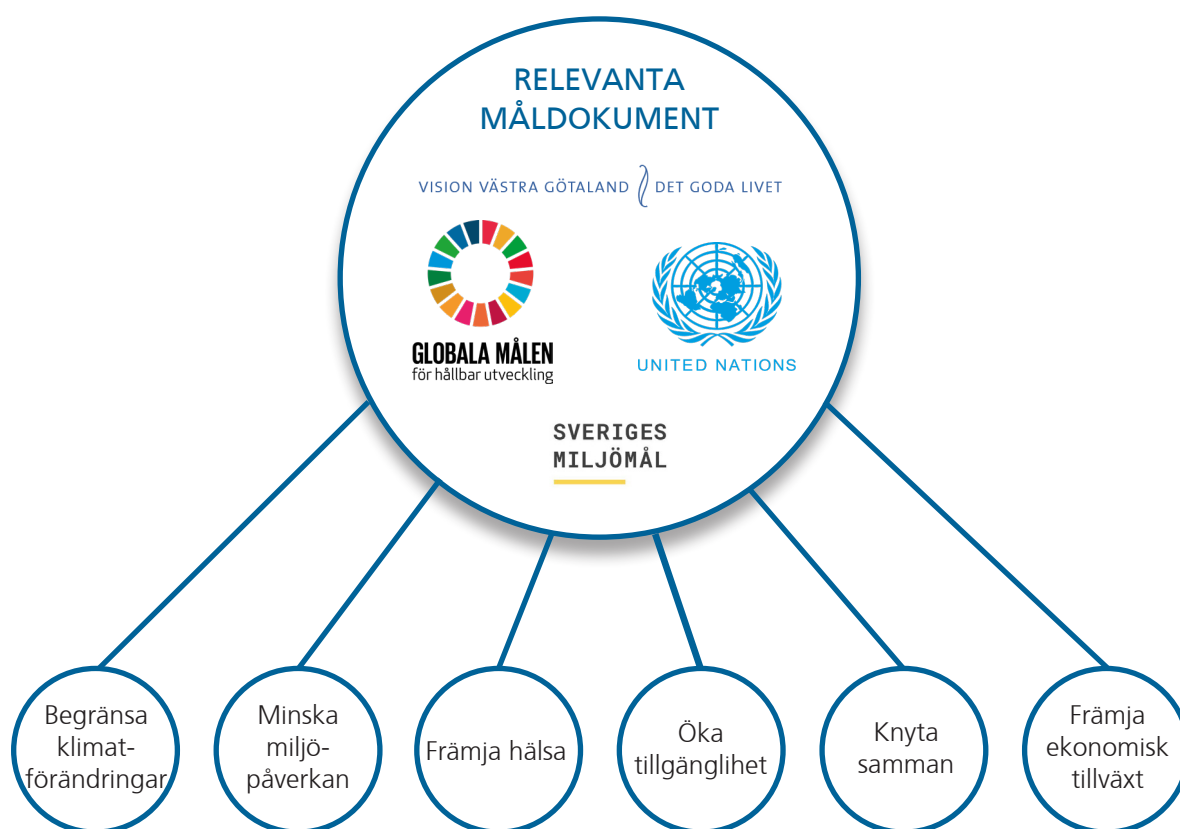 RELEVANTA
MÅLDOKUMENT
VISION VÄSTRA GÖTALAND DET GODA LIVET
GLOBALA MÅLEN
för hållbar utveckling
UNITED NATIONS
SVERIGES
MILJÖMÅL
Begränsa
klimat-
förändringar
Minska
miljö-
påverkan
Främja hälsa
Öka
tillgänglihet
Knyta
samman
Främja
ekonomisk
tillväxt